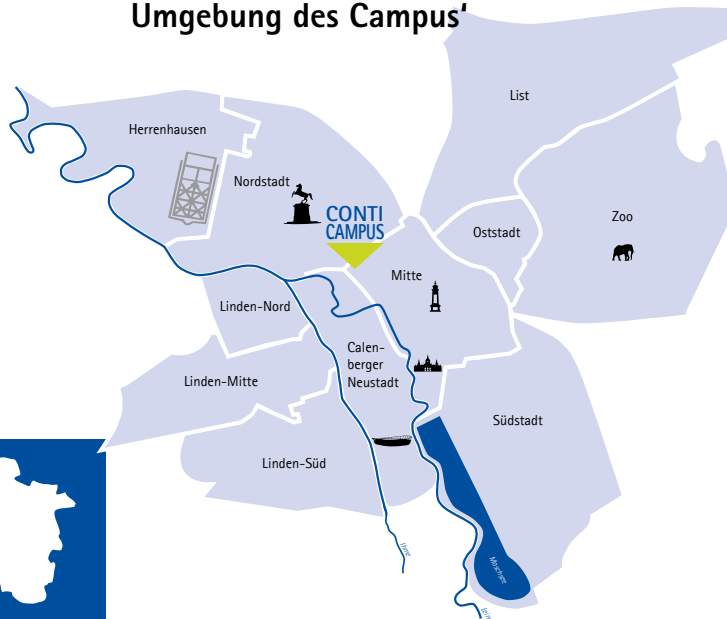 Umgebung des Campus'
List
Herrenhausen
Nordstadt
CONTI
CAMPUS
Zoo
Oststadt
Mitte
Linden-Nord
Calen-
berger
Neustadt
Linden-Mitte
Südstadt
Linden-Süd
Ihme
Maschsee